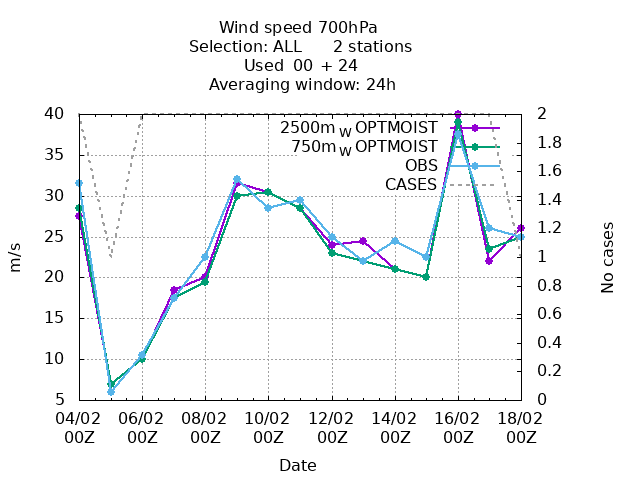 Wind speed 700hPa
Selection: ALL 2 stations
Used 00 + 24
Averaging window: 24h
2500m W OPTMOIST
750m W OPTMOIST
OBS
CASES
40
35
30
25
20
15
10
5
m/s
2
1.8
1.6
1.4
1.2
1
0.8
0.6
0.4
0.2
0
No cases
04/02 06/02 08/02 10/02 12/02 14/02 16/02 18/02
00Z 00Z 00Z 00Z 00Z 00Z 00Z 00Z
Date